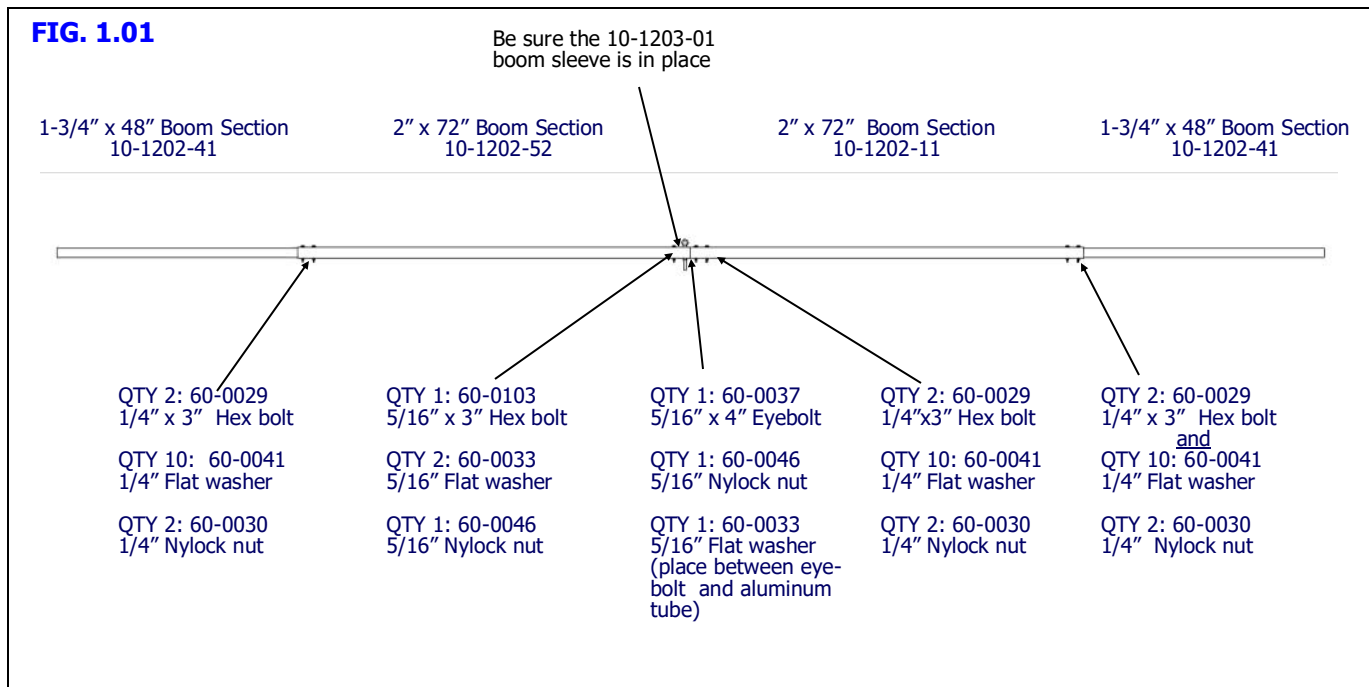 FIG. 1.01
Be sure the 10-1203-01
boom sleeve is in place
1-3/4” x 48” Boom Section
10-1202-41
2” x 72” Boom Section
10-1202-52
2” x 72”  Boom Section
10-1202-11
1-3/4” x 48” Boom Section
10-1202-41
QTY 2: 60-0029
1/4” x 3”  Hex bolt
QTY 10:  60-0041
1/4” Flat washer
QTY 2: 60-0030
1/4” Nylock nut
QTY 1: 60-0103
5/16” x 3” Hex bolt
QTY 2: 60-0033
5/16” Flat washer
QTY 1: 60-0046
5/16” Nylock nut
QTY 1: 60-0037
5/16” x 4” Eyebolt
QTY 1: 60-0046
5/16” Nylock nut
QTY 1: 60-0033
5/16” Flat washer
(place between eye-
bolt  and aluminum
tube)
QTY 2: 60-0029
1/4”x3” Hex bolt
QTY 10: 60-0041
1/4” Flat washer
QTY 2: 60-0030
1/4” Nylock nut
QTY 2: 60-0029
1/4” x 3”  Hex bolt
and
QTY 10: 60-0041
1/4” Flat washer
QTY 2: 60-0030
1/4”  Nylock nut